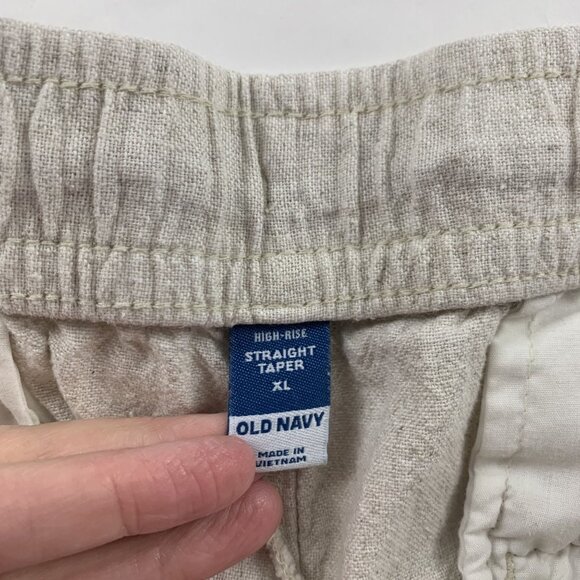 HIGH-RISE
STRAIGHT
TAPER
XL
OLD NAVY
MADE IN
VIETNAM